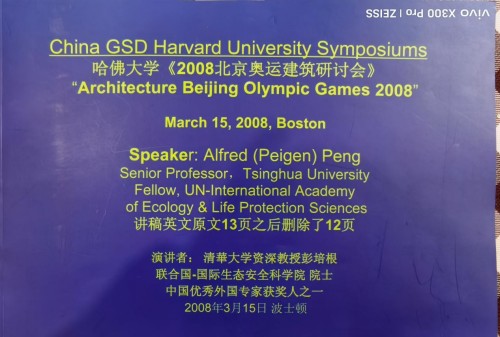 China GSD Harvard University Symposiums
哈佛大学《2008北京奥运建筑研讨会》
“Architecture Beijing Olympic Games 2008”
March 15, 2008, Boston
Speaker: Alfred (Peigen) Peng
Senior Professor, Tsinghua University
Fellow, UN-International Academy
of Ecology & Life Protection Sciences
讲稿英文原文13页之后删除了12页
演讲者： 清華大学资深教授彭培根
联合国-国际生态安全科学院 院士
中国优秀外国专家获奖人之一
2008年3月15日 波士顿
vivo X300 Pro | ZEISS